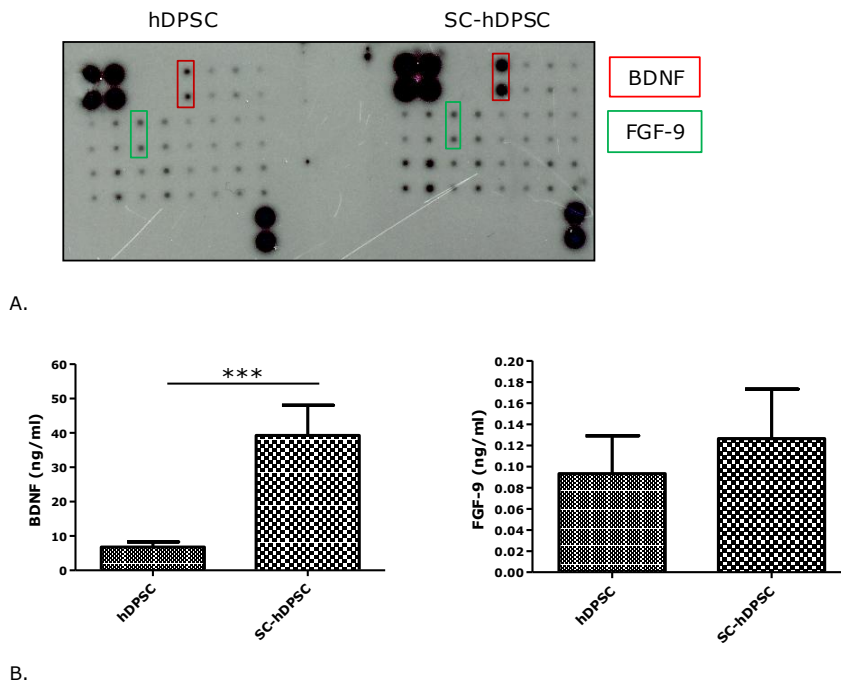 hDPSC
SC-hDPSC
BDNF
FGF-9
A.
60
50
40
30
20
10
0
BDNF (ng/ml)
***
hDPSC
SC-hDPSC
0.20
0.18
0.16
0.14
0.12
0.10
0.08
0.06
0.04
0.02
0.00
FGF-9 (ng/ml)
hDPSC
SC-hDPSC
B.